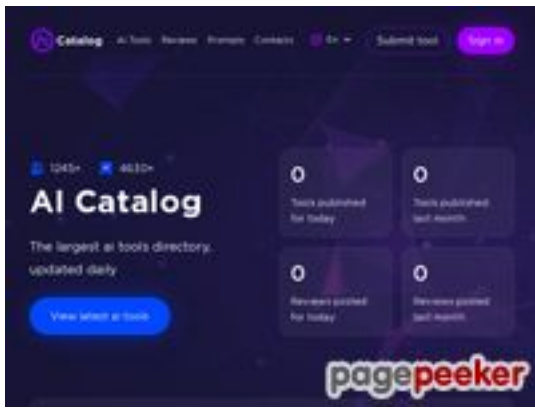 Catalog
Ai Tools Reviews Prompts Contacts
En
Submit tool
Sign in
1245+
4630+
AI Catalog
The largest ai tools directory,
updated daily
View latest ai tools
0
Tools published
for today
0
Tools published
last month
0
Reviews posted
for today
0
Reviews posted
last month
pagepeeker